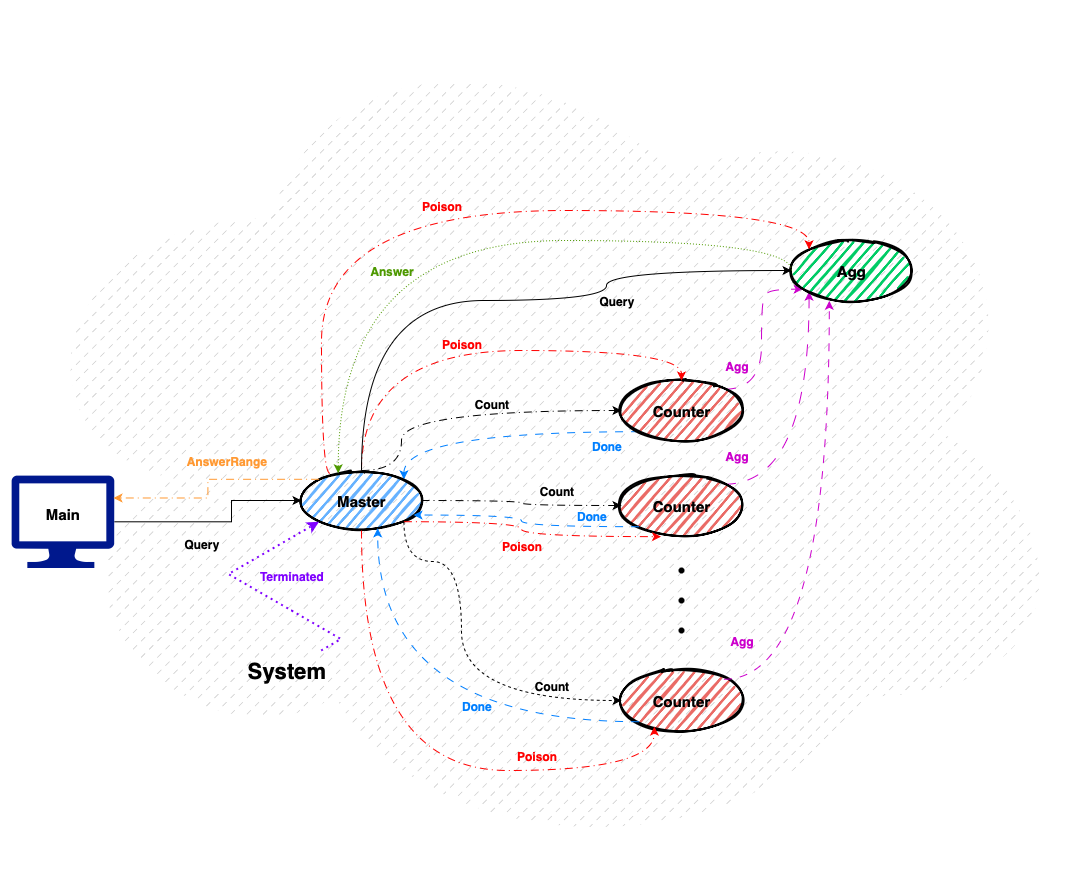 Poison
Agg
Answer
Query
Poison
Agg
Counter
Count
Done
Agg
AnswerRange
Count
Master
Counter
Main
Done
Query
Poison
Terminated
Agg
System
Count
Counter
Done
Poison